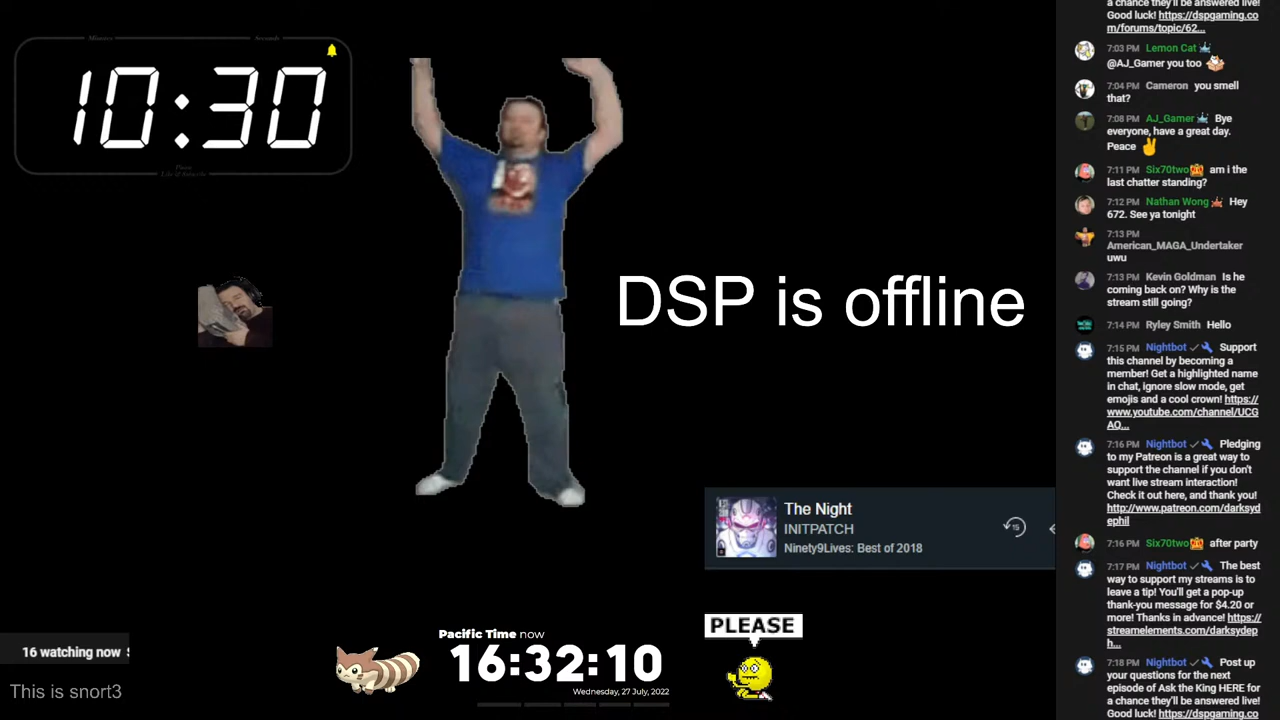 Minutes
Seconds
10:30
DSP is offline
The Night
INITPATCH
Ninety9Lives: Best of 2018
15
PLEASE
Pacific Time now
16:32:10
Wednesday, 27 July, 2022
16 watching now
This is snort3
a chance they'll be answered live!
Good luck! https://dspgaming.co
m/forums/topic/62...
7:03 PM Lemon Cat
@AJ_Gamer you too
7:04 PM Cameron you smell
that?
7:08 PM AJ_Gamer Bye
everyone, have a great day.
Peace
7:11 PM Six70two am i the
last chatter standing?
7:12 PM Nathan Wong Hey
672. See ya tonight
7:13 PM
American_MAGA_Undertaker
uwu
7:13 PM Kevin Goldman Is he
coming back on? Why is the
stream still going?
7:14 PM Ryley Smith Hello
7:15 PM Nightbot Support
this channel by becoming a
member! Get a highlighted name
in chat, ignore slow mode, get
emojis and a cool crown! https://
www.youtube.com/channel/UCG
AO...
7:16 PM Nightbot Pledging
to my Patreon is a great way to
support the channel if you don't
want live stream interaction!
Check it out here, and thank you!
http://www.patreon.com/darksyd
ephil
7:16 PM Six70two after party
7:17 PM Nightbot The best
way to support my streams is to
leave a tip! You'll get a pop-up
thank-you message for $4.20 or
more! Thanks in advance! https://
streamelements.com/darksydep
h...
7:18 PM Nightbot Post up
your questions for the next
episode of Ask the King HERE for
a chance they'll be answered live!
Good luck! https://dspgaming.co